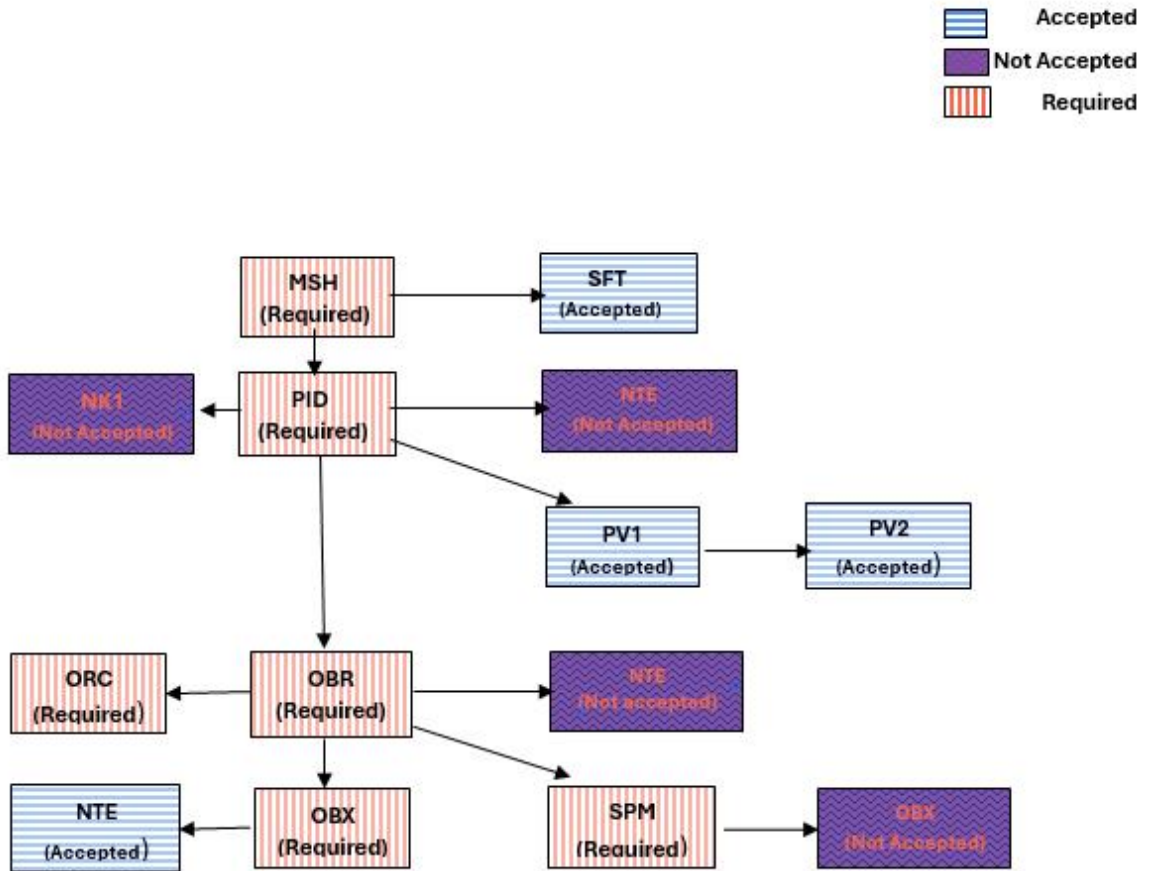 Accepted
Not Accepted
Required
MSH
(Required)
SFT
(Accepted)
NK1
(Not Accepted)
PID
(Required)
NTE
(Not Accepted)
PV1
(Accepted)
PV2
(Accepted)
ORC
(Required)
OBR
(Required)
NTE
(Not accepted)
NTE
(Accepted)
OBX
(Required)
SPM
(Required)
OBX
(Not Accepted)